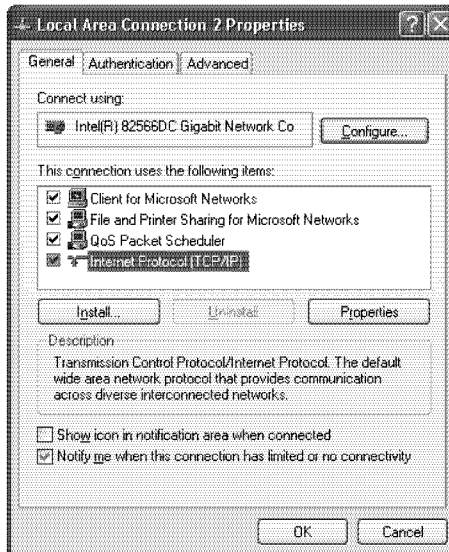 Local Area Connection 2 Properties
General Authentication Advanced
Connect using:
Intel(R) 82566DC Gigabit Network Co
Configure...
This connection uses the following items:
Client for Microsoft Networks
File and Printer Sharing for Microsoft Networks
QoS Packet Scheduler
Internet Protocol (TCP/IP)
Install... Uninstall Properties
Description
Transmission Control Protocol/Internet Protocol. The default
wide area network protocol that provides communication
across diverse interconnected networks.
Show icon in notification area when connected
Notify me when this connection has limited or no connectivity
OK Cancel